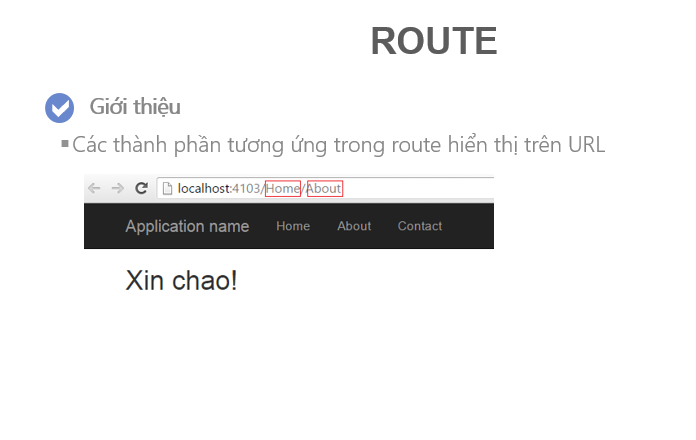 ROUTE
Giới thiệu
Các thành phần tương ứng trong route hiển thị trên URL
localhost:4103/Home/About
Application name Home About Contact
Xin chao!